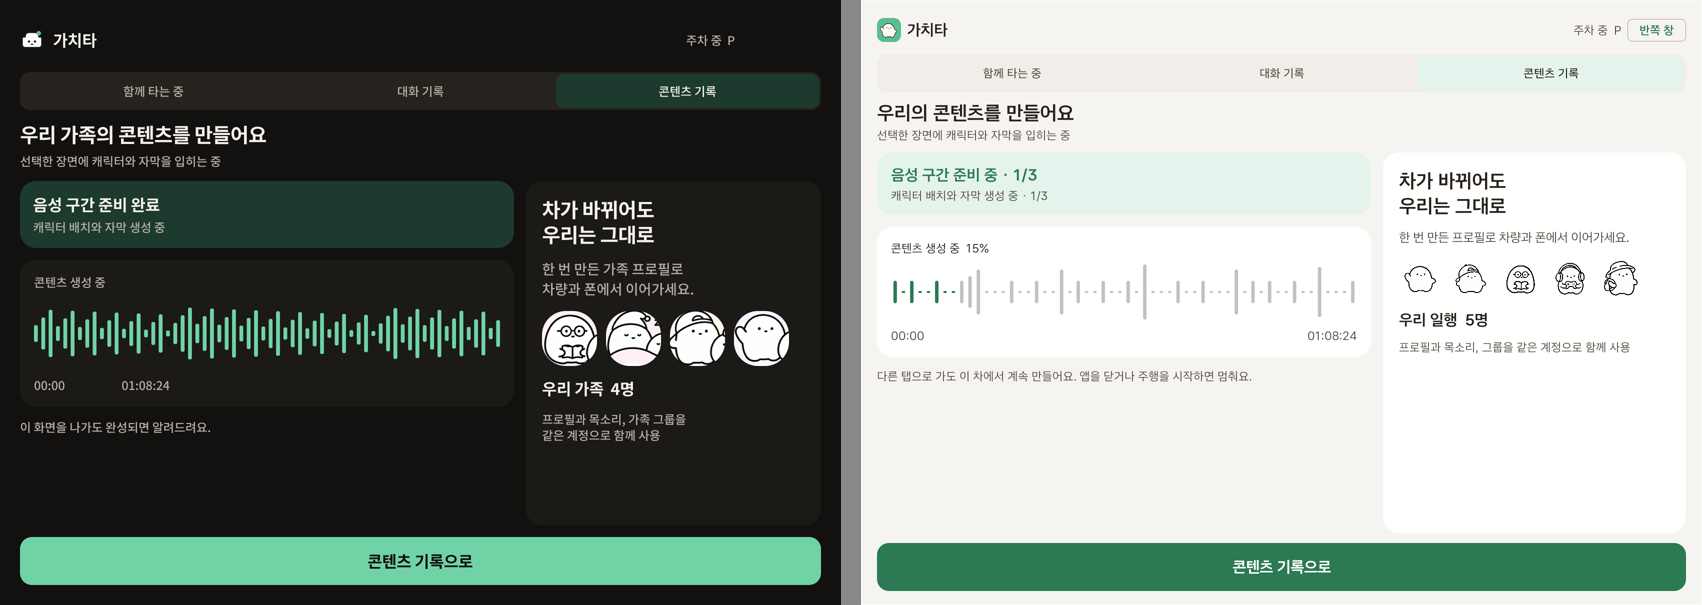 가치타
주차 중 P
함께 타는 중
대화 기록
콘텐츠 기록
우리 가족의 콘텐츠를 만들어요
선택한 장면에 캐릭터와 자막을 입히는 중
음성 구간 준비 완료
캐릭터 배치와 자막 생성 중
콘텐츠 생성 중
00:00
01:08:24
이 화면을 나가도 완성되면 알려드려요.
차가 바뀌어도
우리는 그대로
한 번 만든 가족 프로필로
차량과 폰에서 이어가세요.
우리 가족 4명
프로필과 목소리, 가족 그룹을
같은 계정으로 함께 사용
콘텐츠 기록으로
가치타
주차 중 P
반쪽 창
함께 타는 중
대화 기록
콘텐츠 기록
우리의 콘텐츠를 만들어요
선택한 장면에 캐릭터와 자막을 입히는 중
음성 구간 준비 중 · 1/3
캐릭터 배치와 자막 생성 중 · 1/3
콘텐츠 생성 중 15%
00:00
01:08:24
다른 탭으로 가도 이 차에서 계속 만들어요. 앱을 닫거나 주행을 시작하면 멈춰요.
차가 바뀌어도
우리는 그대로
한 번 만든 프로필로 차량과 폰에서 이어가세요.
우리 일행 5명
프로필과 목소리, 그룹을 같은 계정으로 함께 사용
콘텐츠 기록으로